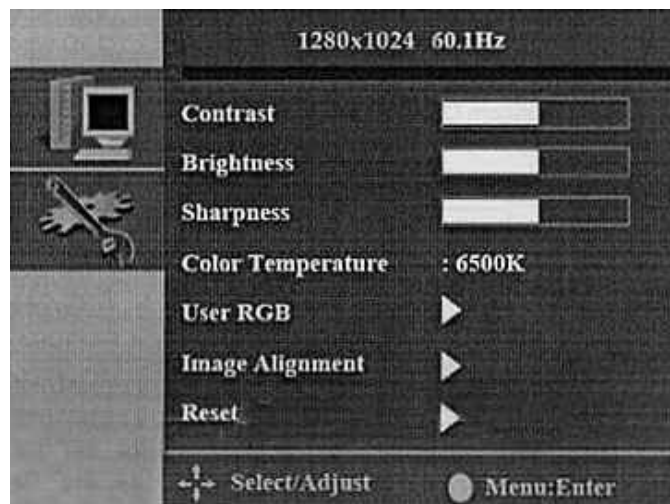 1280x1024 60.1Hz
Contrast
Brightness
Sharpness
Color Temperature : 6500K
User RGB
Image Alignment
Reset
Select/Adjust Menu:Enter